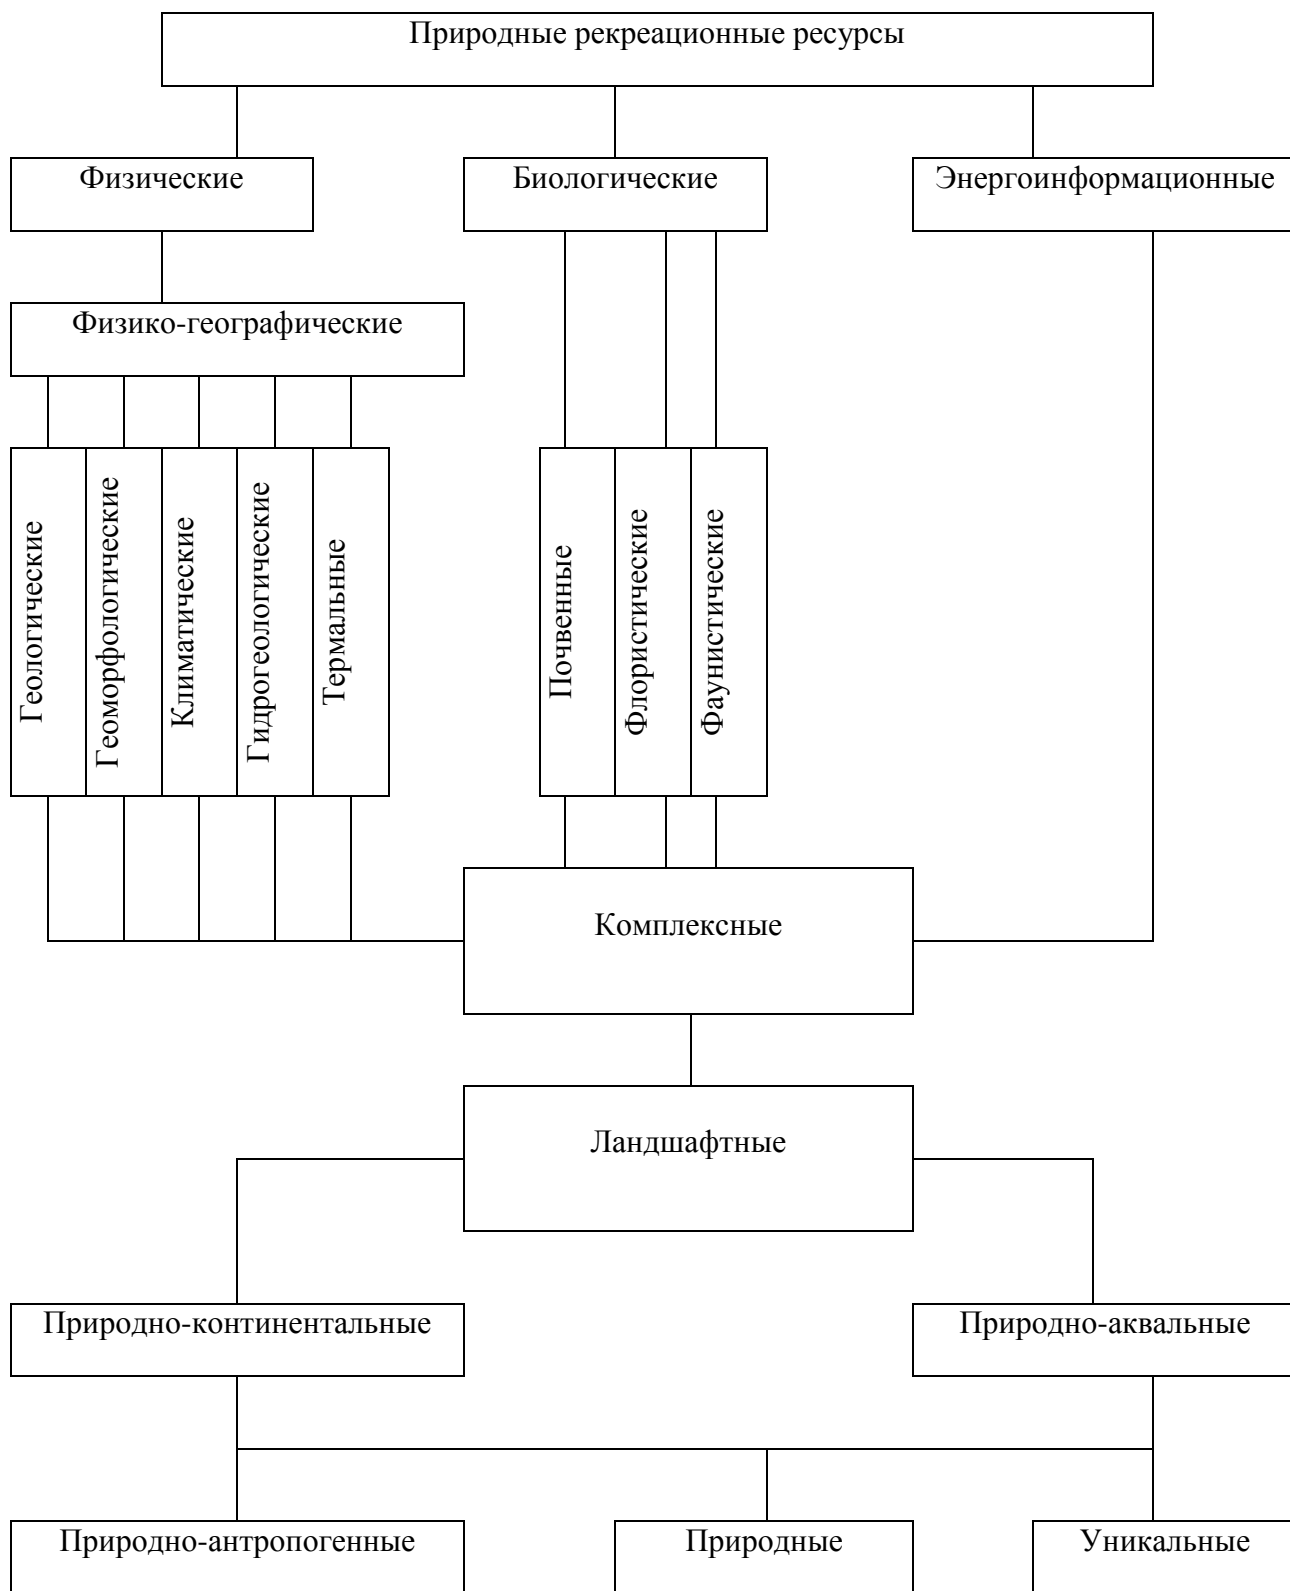 Природные рекреационные ресурсы
Физические
Биологические
Энергоинформационные
Физико-географические
Геологические
Геоморфологические
Климатические
Гидрогеологические
Термальные
Почвенные
Флористические
Фаунистические
Комплексные
Ландшафтные
Природно-континентальные
Природно-аквальные
Природно-антропогенные
Природные
Уникальные